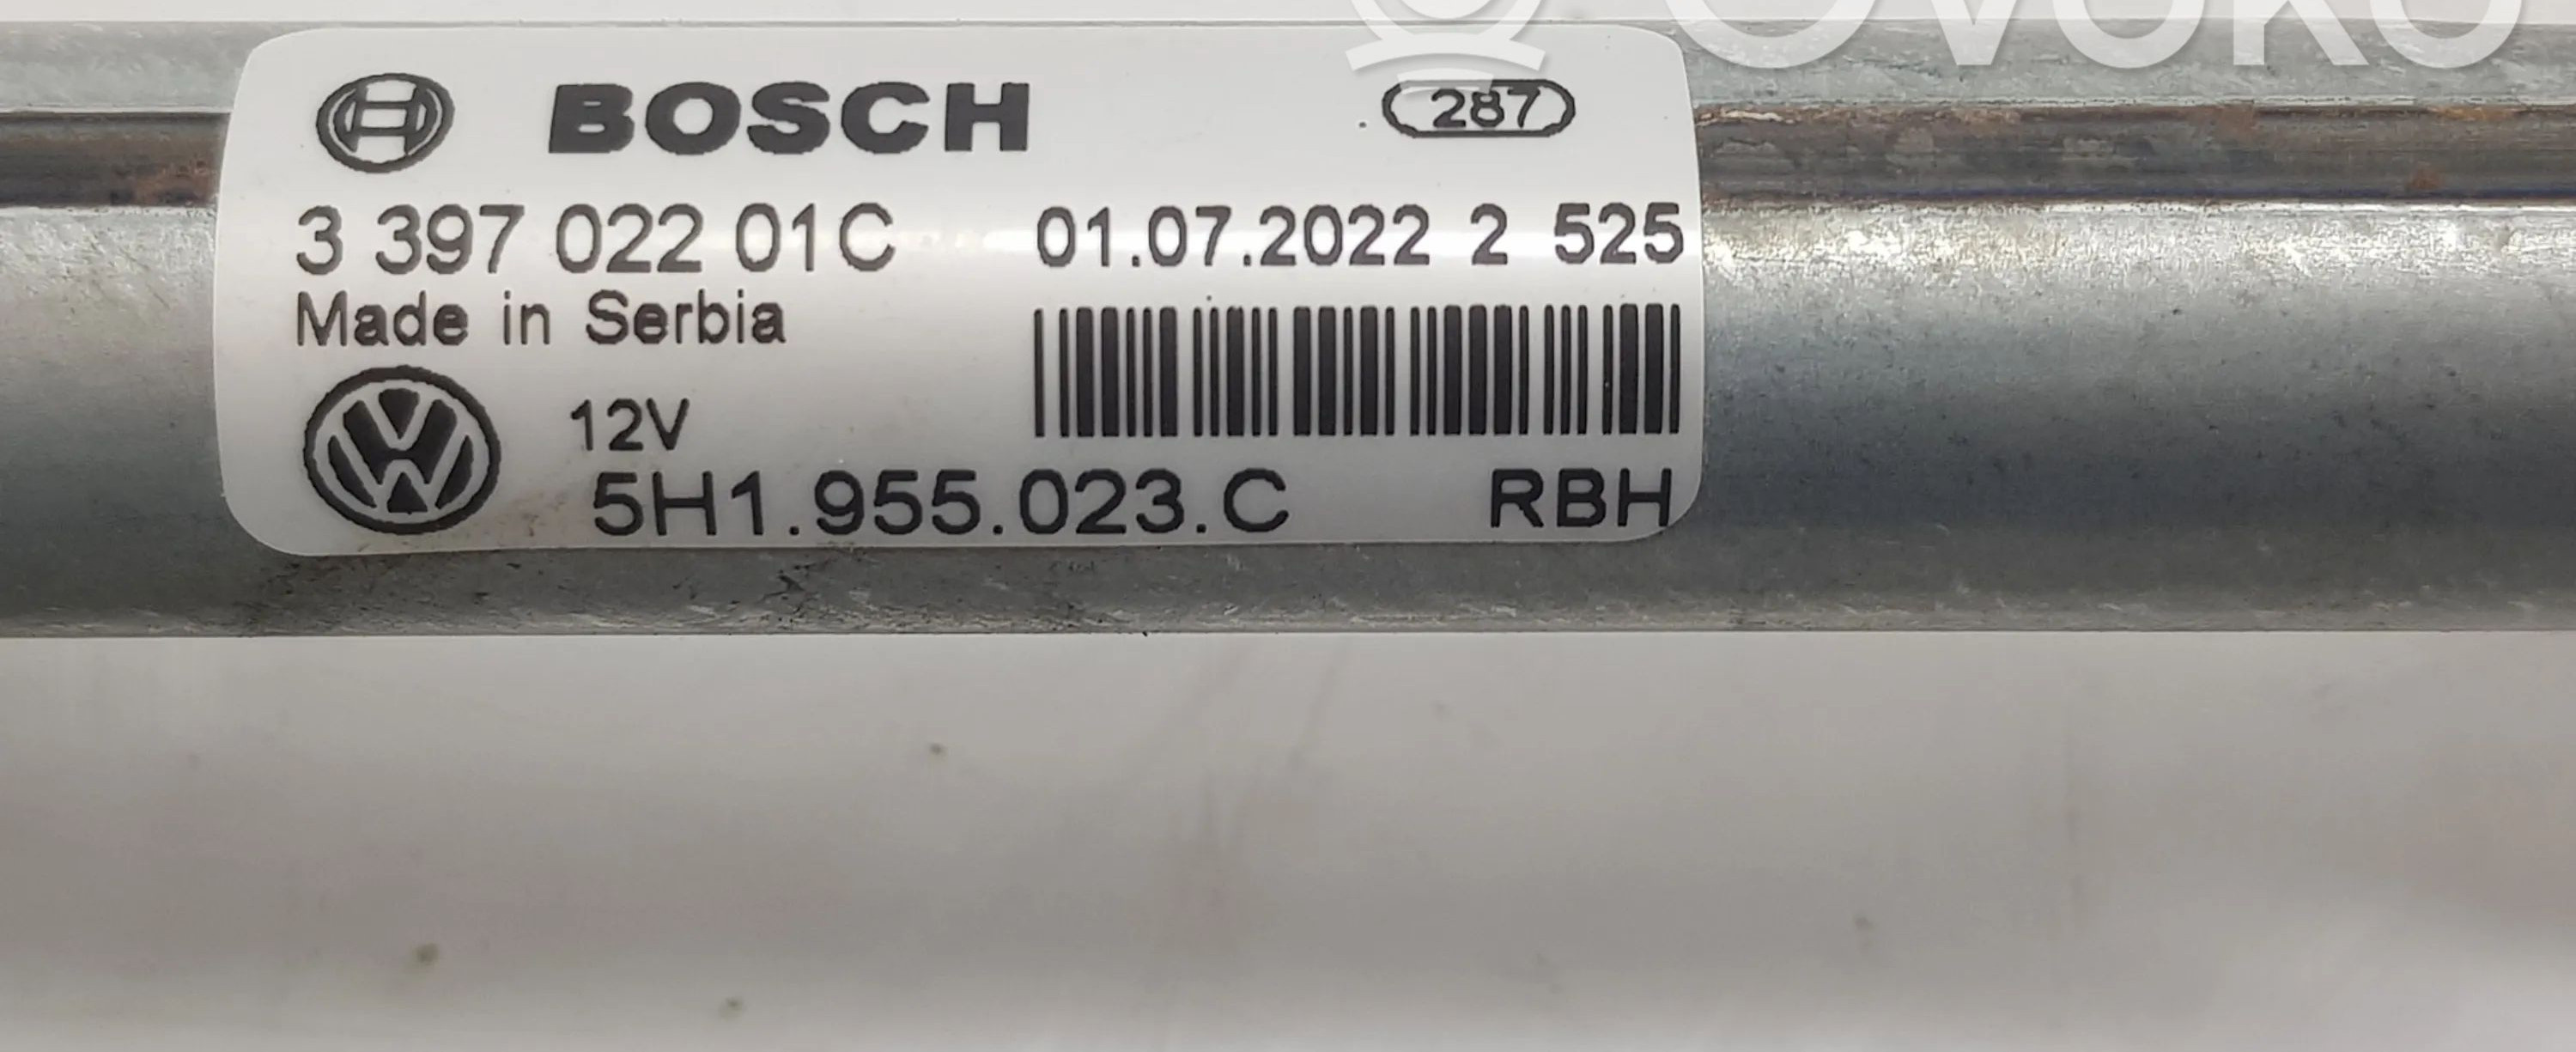 OVOKO
BOSCH 287
3 397 022 01C 01.07.2022 2 525
Made in Serbia
12V
5H1.955.023.C RBH